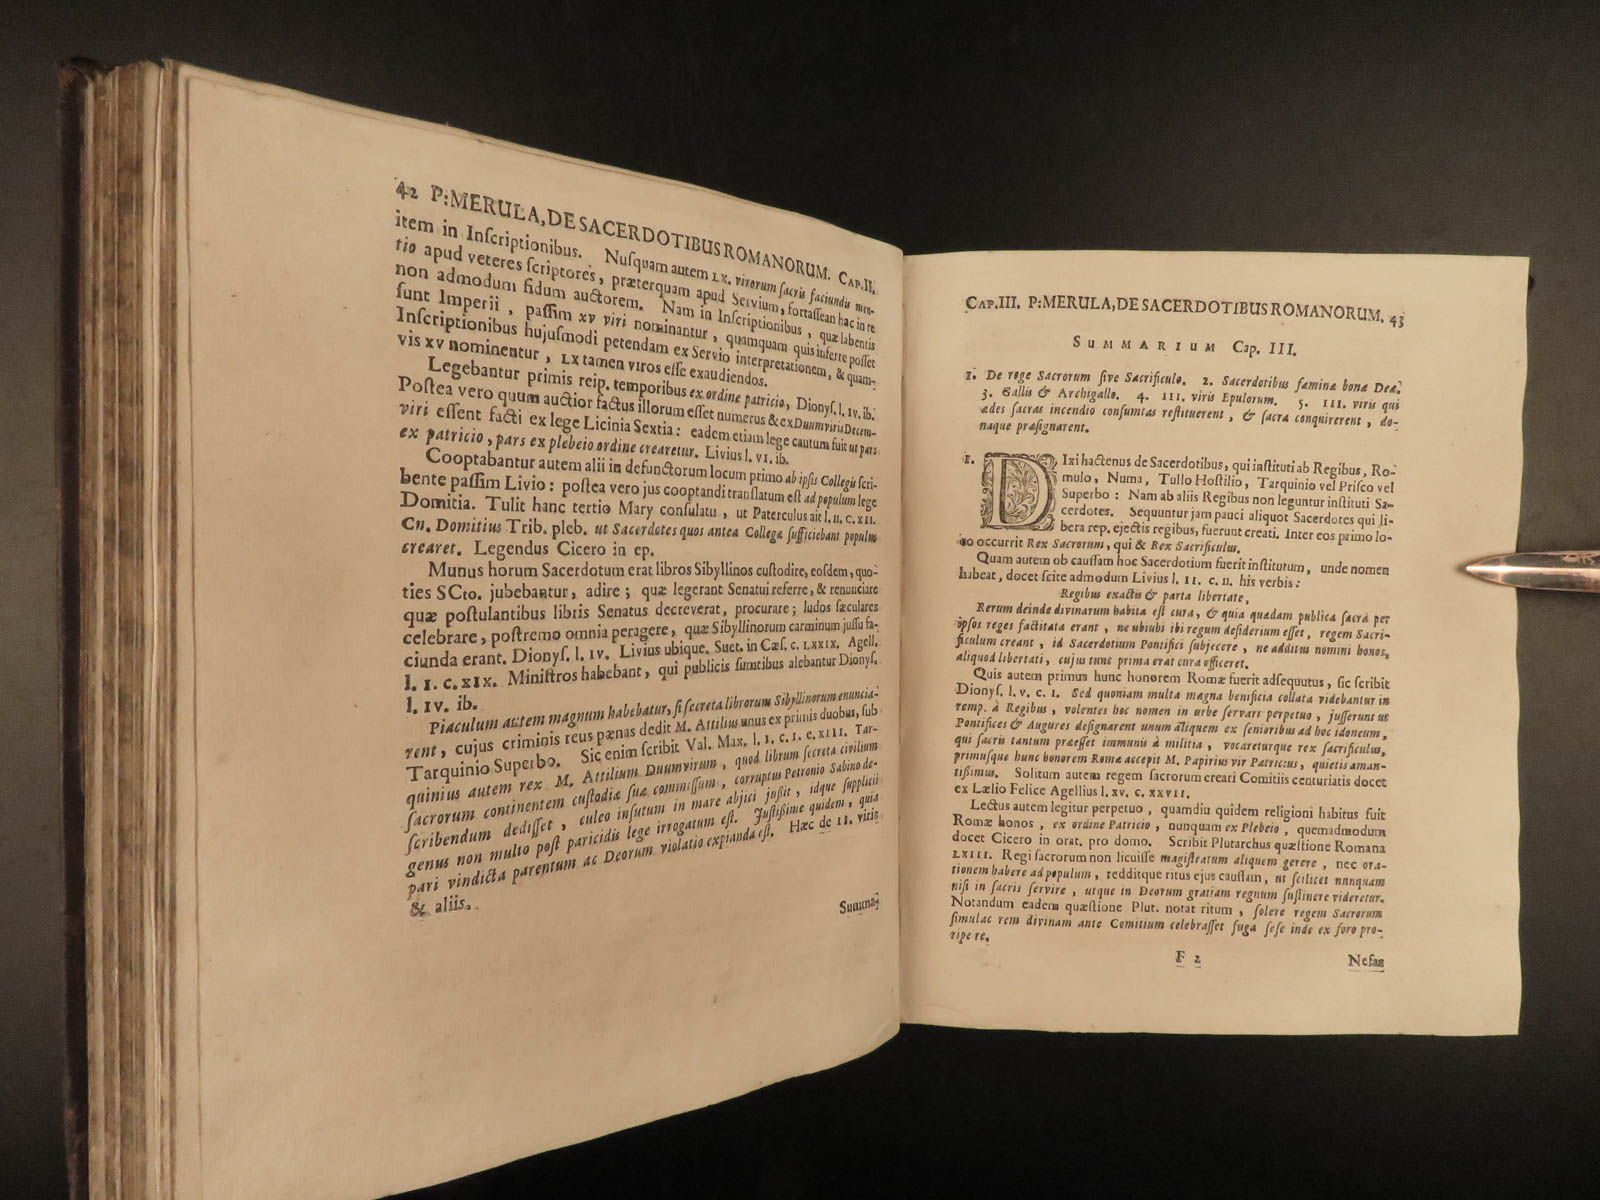 42 P: MERULA, DE SACERDOTIBUS ROMANORUM. CAP.II.
item in Inſcriptionibus. Nuſquam autem LX. virorum ſacris faciundis men-
tio apud veteres ſcriptores, præterquam apud Servium, fortaſſean hac in re
non admodum fidum auctorem. Nam in Inſcriptionibus, quæ labentis
ſunt Imperii, paſſim XV viri nominantur, quamquam quis inferre poſſet
Inſcriptionibus hujuſmodi petendam ex Servio interpretationem, & quam-
vis XV nominentur, LX tamen viros eſſe exaudiendos.
Legebantur primis reip. temporibus ex ordine patricio, Dionyſ. l. IV. ib.
Poſtea vero quum auctior factus illorum eſſet numerus & ex Duumviris Decem-
viri eſſent facti ex lege Licinia Sextia: eadem etiam lege cautum fuit ut pars
ex patricio, pars ex plebeio ordine crearetur. Livius l. VI. ib.
Cooptabantur autem alii in defunctorum locum primo ab ipſis Collegis ſcri-
bente paſſim Livio: poſtea vero jus cooptandi translatum eſt ad populum lege
Domitia. Tulit hanc tertio Mary conſulatu, ut Paterculus ait l. II. c. XII.
Cn. Domitius Trib. pleb. ut Sacerdotes quos antea Collegæ ſufficiebant populus
crearet. Legendus Cicero in ep.
Munus horum Sacerdotum erat libros Sibyllinos cuſtodire, eoſdem, quo-
ties SCto. jubebantur, adire; quæ legerant Senatui referre, & renunciare
quæ poſtulantibus libris Senatus decreverat, procurare; ludos ſæculares
celebrare, poſtremo omnia peragere, quæ Sibyllinorum carminum juſſu fa-
ciunda erant. Dionyſ. l. IV. Livius ubique. Suet. in Cæſ. c. LXXIX. Agell.
l. I. c. XIX. Miniſtros habebant, qui publicis ſumtibus alebantur Dionyſ.
l. IV. ib.
Piaculum autem magnum habebatur, ſi ſecreta librorum Sibyllinorum enuncia-
rent, cujus criminis reus pœnas dedit M. Attilius unus ex primis duobus, ſub
Tarquinio Superbo. Sic enim ſcribit Val. Max. l. I. c. I. e. XIII. Tar-
quinius autem rex M. Attilium Duumvirum, quod librum ſecreta civilium
ſacrorum continentem cuſtodiæ ſuæ commiſſum, corruptus Petronio Sabino de-
ſcribendum dediſſet, culeo inſutum in mare abjici juſſit, idque ſupplicii
genus non multo poſt paricidis lege irrogatum eſt. Juſtiſſime quidem, quia
pari vindicta parentum ac Deorum violatio expianda eſt. Hæc de II. viris
& aliis.
Summa-
CAP.III. P: MERULA, DE SACERDOTIBUS ROMANORUM. 43
SUMMARIUM Cap. III.
1. De rege Sacrorum ſive Sacrificulo. 2. Sacerdotibus fæminæ bonæ Deæ.
3. Gallis & Archigallo. 4. III. viris Epulorum. 5. III. viris qui
ædes ſacras incendio conſumtas reſtituerent, & ſacra conquirerent, do-
naque præſignarent.
1. DIxi hactenus de Sacerdotibus, qui inſtituti ab Regibus, Ro-
mulo, Numa, Tullo Hoſtilio, Tarquinio vel Priſco vel
Superbo: Nam ab aliis Regibus non leguntur inſtituti Sa-
cerdotes. Sequuntur jam pauci aliquot Sacerdotes qui li-
bera rep. ejectis regibus, fuerunt creati. Inter eos primo lo-
co occurrit Rex Sacrorum, qui & Rex Sacrificulus.
Quam autem ob cauſſam hoc Sacerdotium fuerit inſtitutum, unde nomen
habeat, docet ſcite admodum Livius l. II. c. II. his verbis:
Regibus exactis & parta libertate,
Rerum deinde divinarum habita eſt cura, & quia quædam publica ſacra per
ipſos reges factitata erant, ne ubiubi ibi regum deſiderium eſſet, regem Sacri-
ficulum creant, id Sacerdotium Pontifici ſubjecere, ne additus nomini honos,
aliquod libertati, cujus tunc prima erat cura officeret.
Quis autem primus hunc honorem Romæ fuerit adſequutus, ſic ſcribit
Dionyſ. l. V. c. I. Sed quoniam multa magna beneficia collata videbantur in
remp. à Regibus, volentes hoc nomen in urbe ſervari perpetuo, juſſerunt ut
Pontifices & Augures deſignarent unum aliquem ex ſenioribus ad hoc idoneum,
qui ſacris tantum præeſſet immunis à militia, vocareturque rex ſacrificulus,
primuſque hunc honorem Romæ accepit M. Papirius vir Patricius, quietis aman-
tiſſimus. Solitum autem regem ſacrorum creari Comitiis centuriatis docet
ex Lælio Felice Agellius l. XV. c. XXVII.
Lectus autem legitur perpetuo, quamdiu quidem religioni habitus fuit
Romæ honos, ex ordine Patricio, nunquam ex Plebeio, quemadmodum
docet Cicero in orat. pro domo. Scribit Plutarchus quæſtione Romana
LXIII. Regi ſacrorum non licuiſſe magiſtratum aliquem gerere, nec ora-
tionem habere ad populum, redditque ritus ejus cauſſam, ut ſcilicet nunquam
niſi in ſacris ſervire, utque in Deorum gratiam regnum ſuſtinere videretur.
Notandum eadem quæſtione Plut. notat ritum, ſolere regem Sacrorum
ſimulac rem divinam ante Comitium celebraſſet fuga ſeſe inde ex foro pro-
ripere.
F 2
Nefas